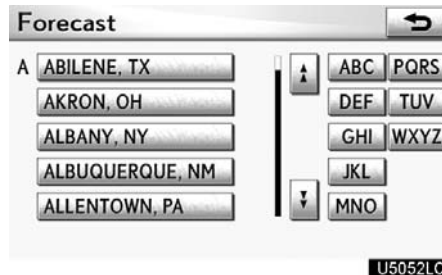 Forecast
A ABILENE, TX ABC PQRS
AKRON, OH DEF TUV
ALBANY, NY GHI WXYZ
ALBUQUERQUE, NM JKL
ALLENTOWN, PA MNO
U5052LC